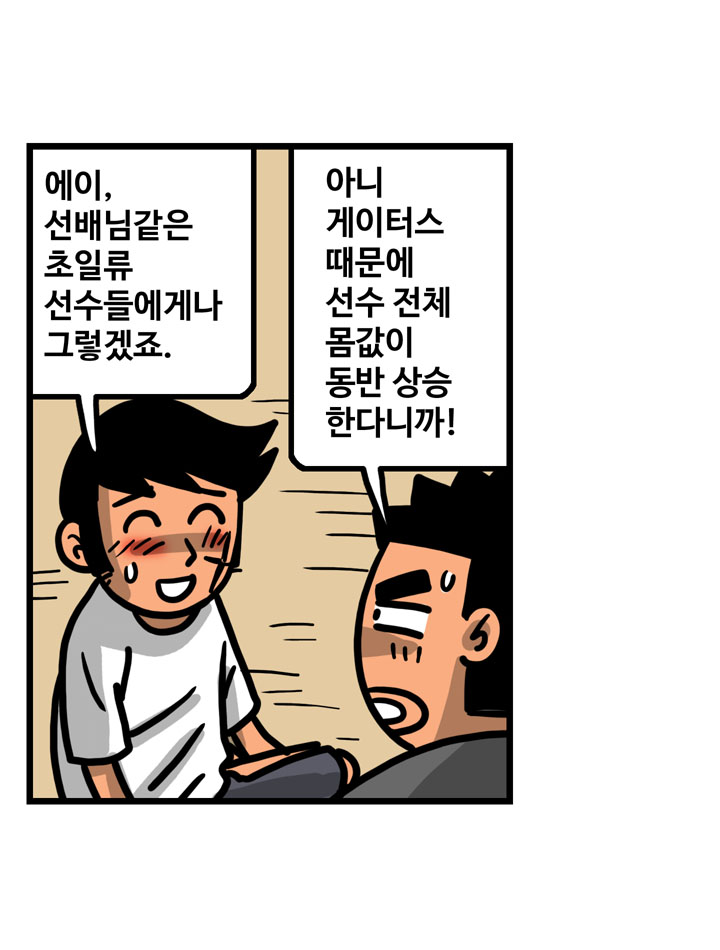 에이,
선배님같은
초일류
선수들에게나
그렇겠죠.
아니
게이터스
때문에
선수 전체
몸값이
동반 상승
한다니까!